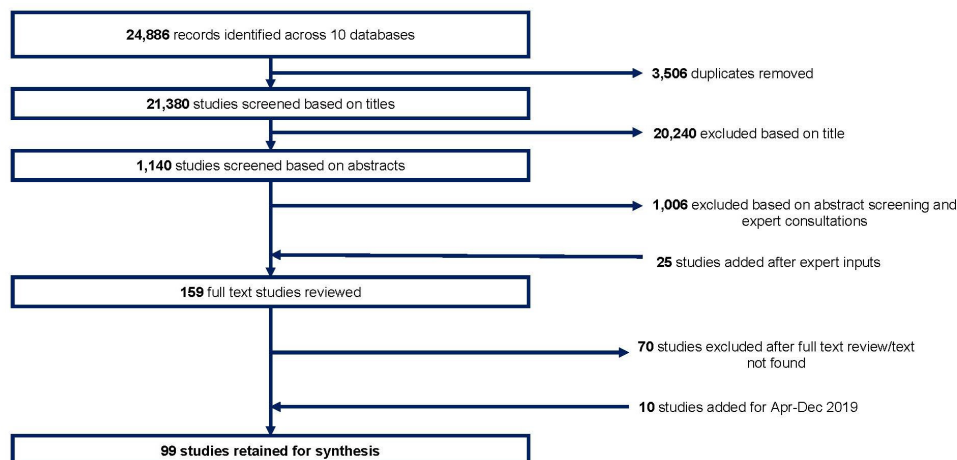 24,886 records identified across 10 databases
3,506 duplicates removed
21,380 studies screened based on titles
20,240 excluded based on title
1,140 studies screened based on abstracts
1,006 excluded based on abstract screening and
expert consultations
25 studies added after expert inputs
159 full text studies reviewed
70 studies excluded after full text review/text
not found
10 studies added for Apr-Dec 2019
99 studies retained for synthesis